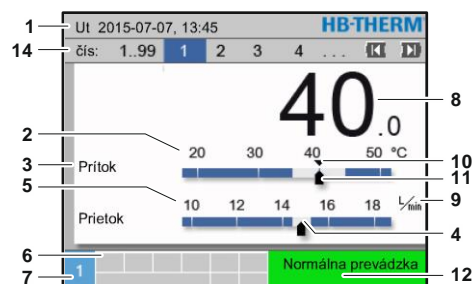 1 Ut 2015-07-07, 13:45 HB-THERM
14 čís: 1..99 1 2 3 4 ...
40.0 8
2 20 30 40 50 °C 10
3 Prítok 11
5 10 12 14 16 18 L/min 9
Prietok 4
6 Normálna prevádzka
7 1 12